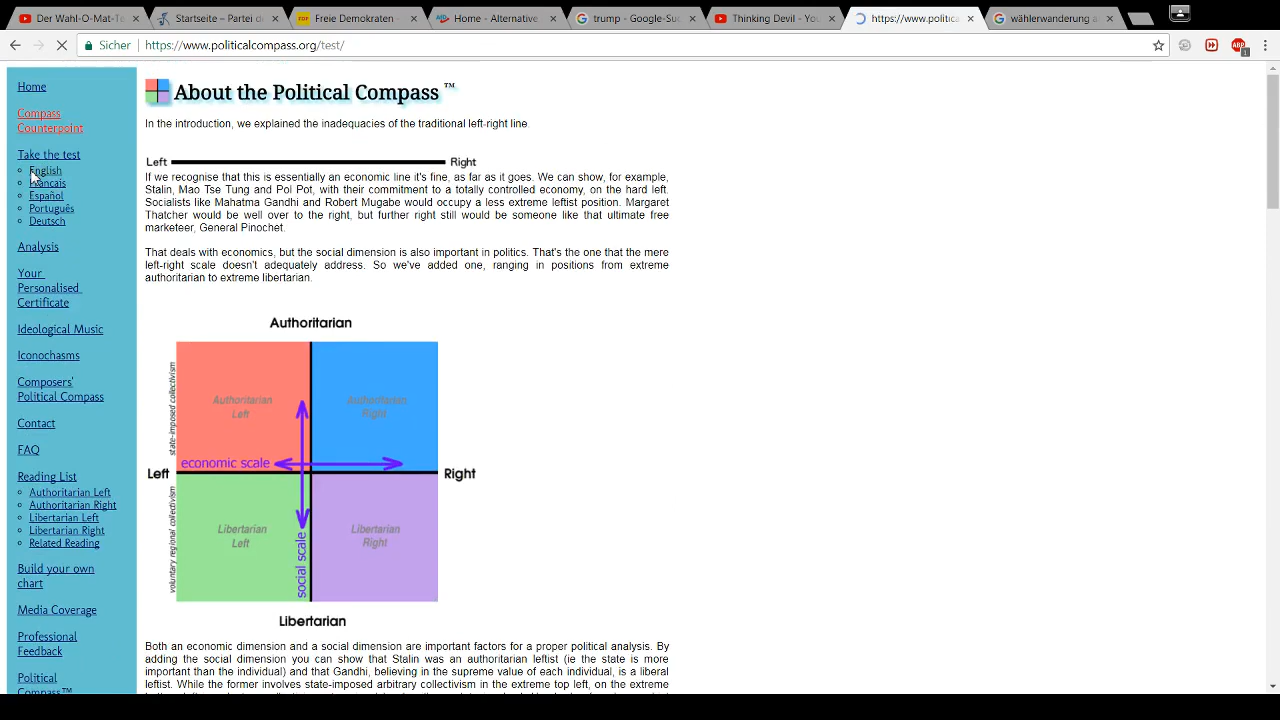 Der Wahl-O-Mat-Te
Startseite – Partei de
Freie Demokraten -
Home - Alternative
trump - Google-Su
Thinking Devil - Yo
https://www.politica
wählerwanderung a
Sicher
https://www.politicalcompass.org/test/
Home
Compass
Counterpoint
Take the test
English
Francais
Español
Português
Deutsch
Analysis
Your
Personalised
Certificate
Ideological Music
Iconochasms
Composers'
Political Compass
Contact
FAQ
Reading List
Authoritarian Left
Authoritarian Right
Libertarian Left
Libertarian Right
Related Reading
Build your own
chart
Media Coverage
Professional
Feedback
Political
Compass™
About the Political Compass ™
In the introduction, we explained the inadequacies of the traditional left-right line.
Left Right
If we recognise that this is essentially an economic line it's fine, as far as it goes. We can show, for example,
Stalin, Mao Tse Tung and Pol Pot, with their commitment to a totally controlled economy, on the hard left.
Socialists like Mahatma Gandhi and Robert Mugabe would occupy a less extreme leftist position. Margaret
Thatcher would be well over to the right, but further right still would be someone like that ultimate free
marketeer, General Pinochet.
That deals with economics, but the social dimension is also important in politics. That's the one that the mere
left-right scale doesn't adequately address. So we've added one, ranging in positions from extreme
authoritarian to extreme libertarian.
Authoritarian
state-imposed collectivism
Authoritarian
Left
Authoritarian
Right
economic scale
Left
Right
voluntary regional collectivism
Libertarian
Left
social scale
Libertarian
Right
Libertarian
Both an economic dimension and a social dimension are important factors for a proper political analysis. By
adding the social dimension you can show that Stalin was an authoritarian leftist (ie the state is more
important than the individual) and that Gandhi, believing in the supreme value of each individual, is a liberal
leftist. While the former involves state-imposed arbitrary collectivism in the extreme top left, on the extreme